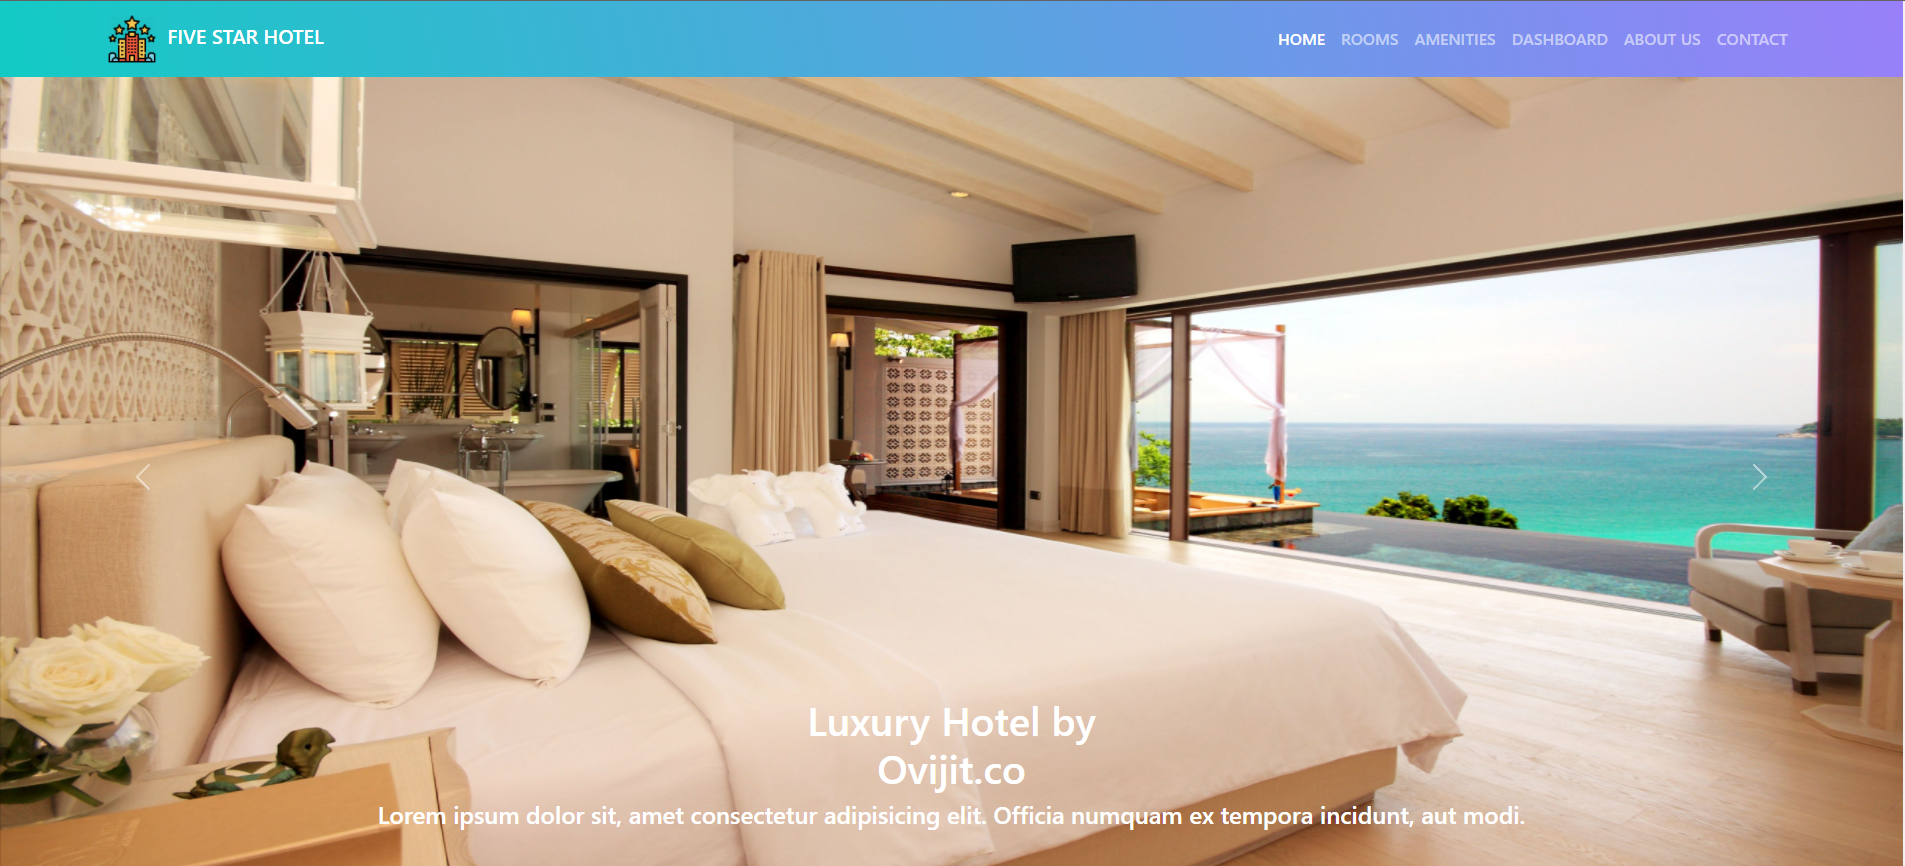 FIVE STAR HOTEL
HOME ROOMS AMENITIES DASHBOARD ABOUT US CONTACT
Luxury Hotel by
Ovijit.co
Lorem ipsum dolor sit, amet consectetur adipisicing elit. Officia numquam ex tempora incidunt, aut modi.